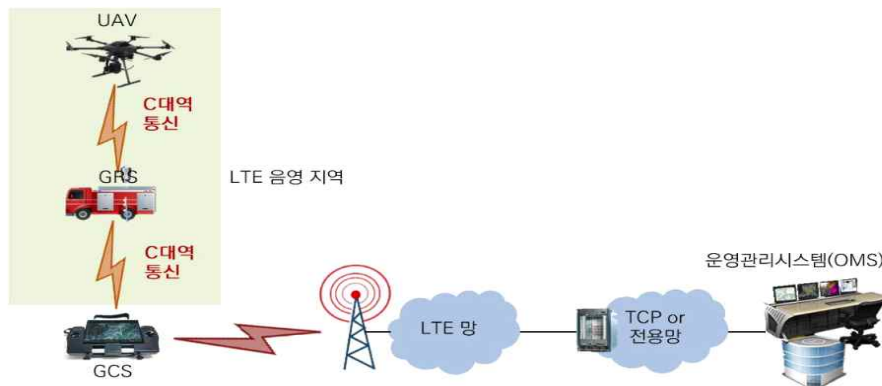 UAV
C대역
통신
GRS
LTE 음영 지역
C대역
통신
운영관리시스템(OMS)
LTE 망
TCP or
전용망
GCS